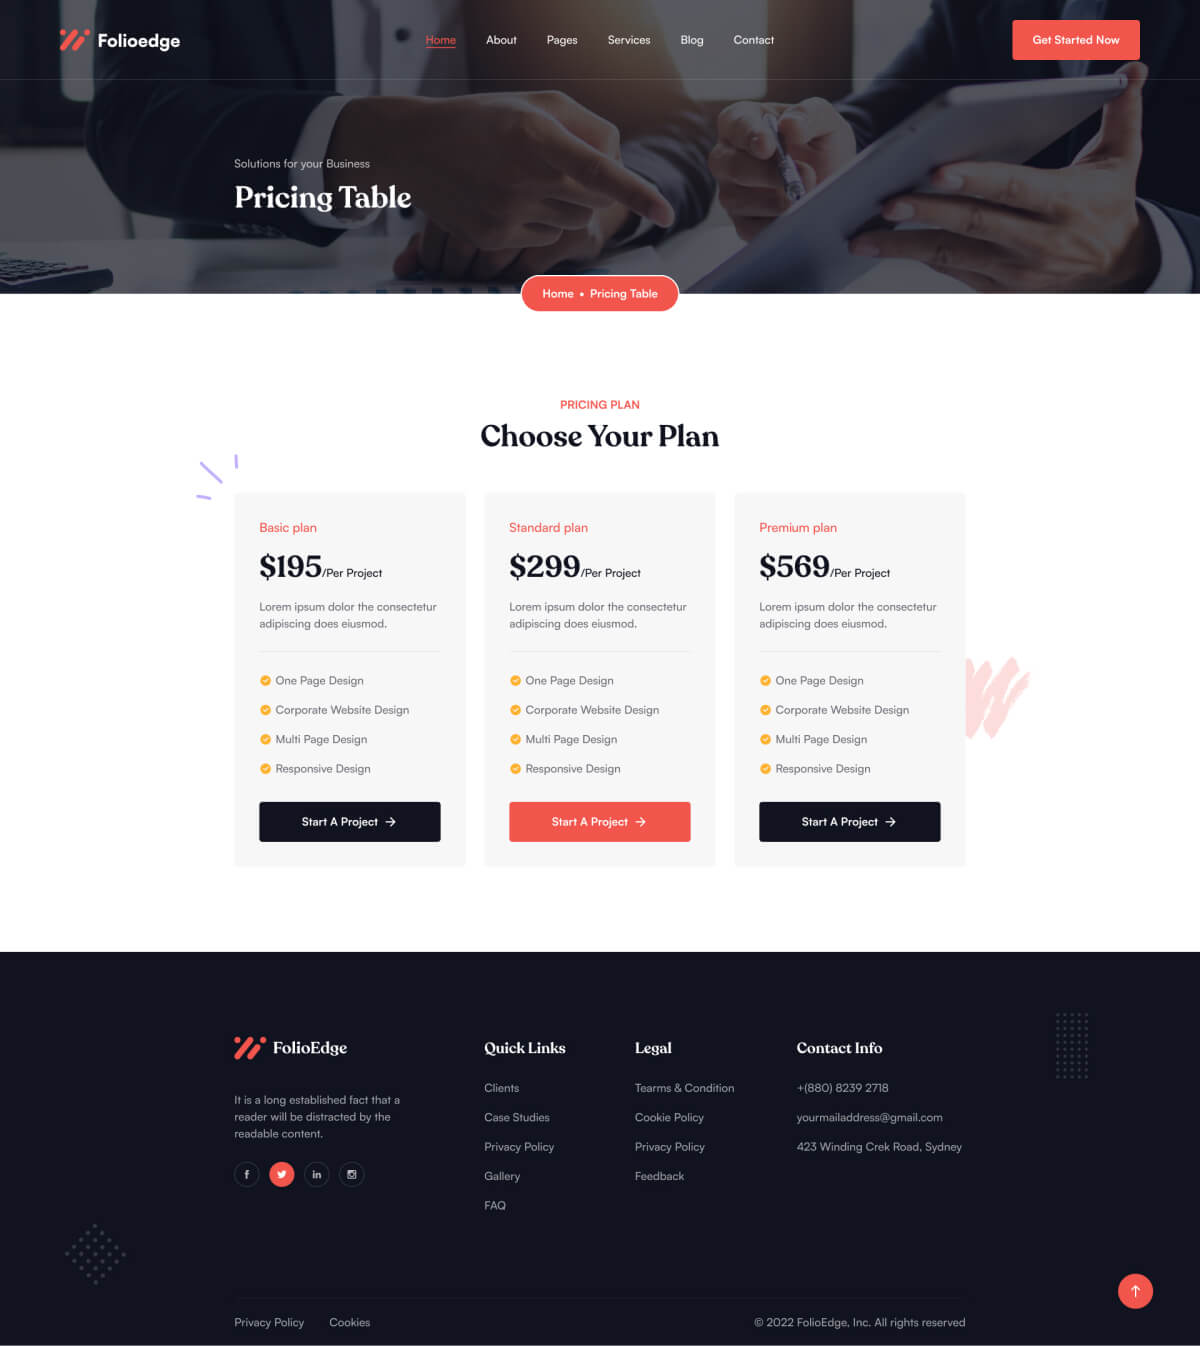 Folioedge
Home About Pages Services Blog Contact
Get Started Now
Solutions for your Business
Pricing Table
Home • Pricing Table
PRICING PLAN
Choose Your Plan
Basic plan
$195/Per Project
Lorem ipsum dolor the consectetur
adipiscing does eiusmod.
One Page Design
Corporate Website Design
Multi Page Design
Responsive Design
Start A Project →
Standard plan
$299/Per Project
Lorem ipsum dolor the consectetur
adipiscing does eiusmod.
One Page Design
Corporate Website Design
Multi Page Design
Responsive Design
Start A Project →
Premium plan
$569/Per Project
Lorem ipsum dolor the consectetur
adipiscing does eiusmod.
One Page Design
Corporate Website Design
Multi Page Design
Responsive Design
Start A Project →
FolioEdge
It is a long established fact that a
reader will be distracted by the
readable content.
f
in
Quick Links
Clients
Case Studies
Privacy Policy
Gallery
FAQ
Legal
Tearms & Condition
Cookie Policy
Privacy Policy
Feedback
Contact Info
+(880) 8239 2718
yourmailaddress@gmail.com
423 Winding Crek Road, Sydney
Privacy Policy Cookies
© 2022 FolioEdge, Inc. All rights reserved